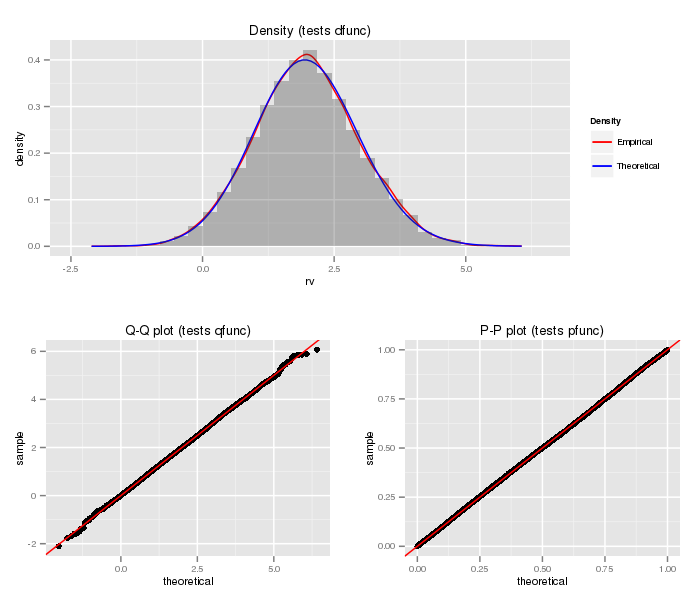 Density (tests dfunc)
0.4
0.3
0.2
0.1
0.0
density
-2.5 0.0 2.5 5.0
rv
Density
Empirical
Theoretical
Q-Q plot (tests qfunc)
6
4
2
0
-2
sample
0.0 2.5 5.0
theoretical
P-P plot (tests pfunc)
1.00
0.75
0.50
0.25
0.00
sample
0.00 0.25 0.50 0.75 1.00
theoretical